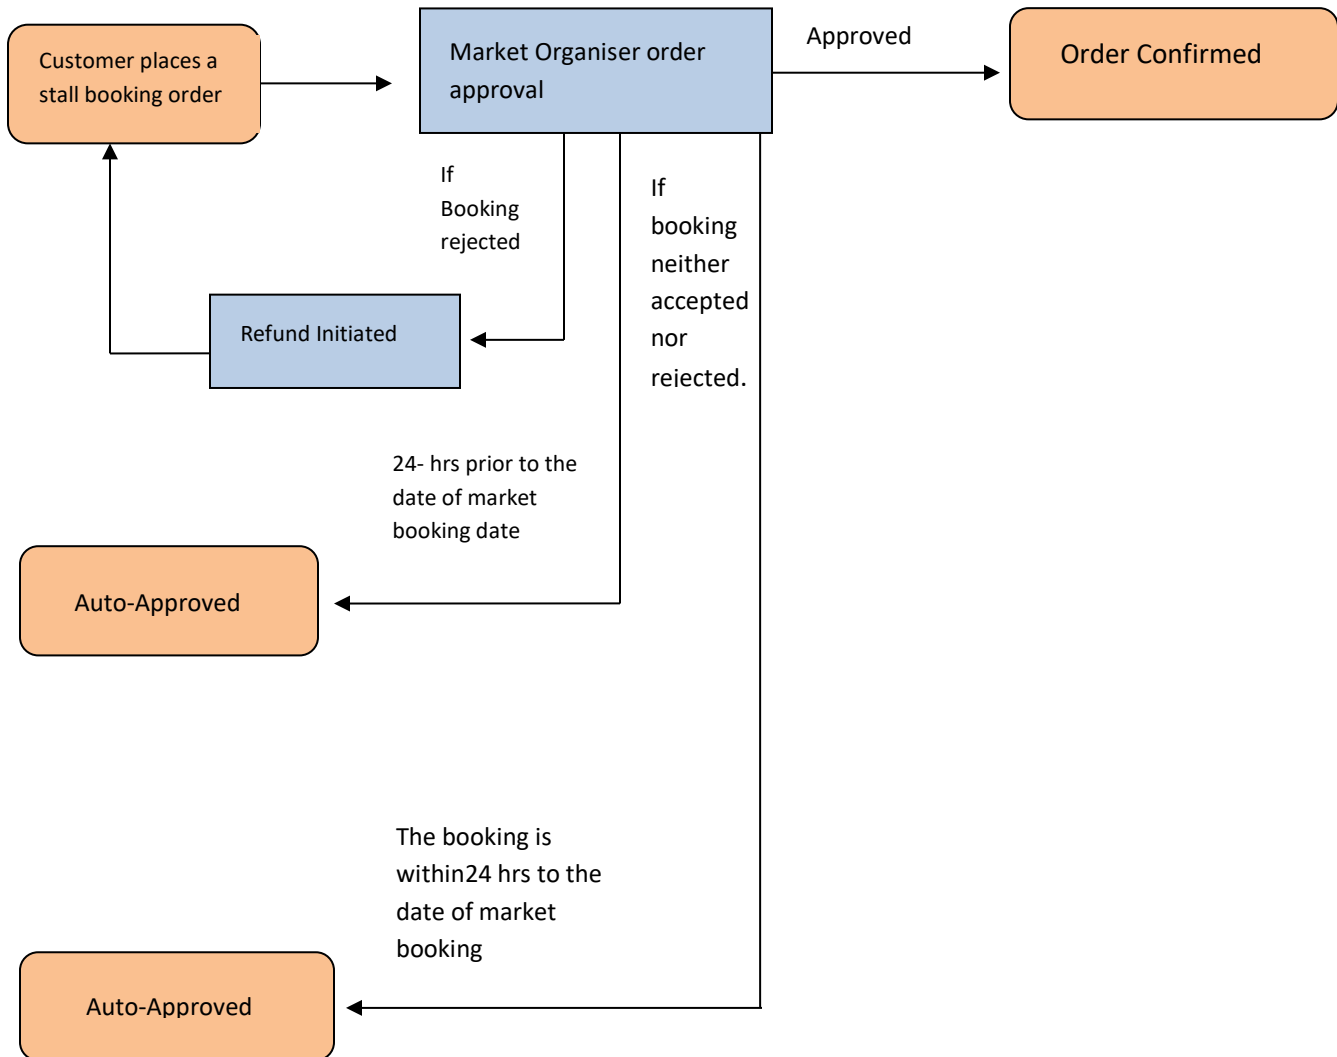 Customer places a
stall booking order
Market Organiser order
approval
Approved
Order Confirmed
If
Booking
rejected
If
booking
neither
accepted
nor
rejected.
Refund Initiated
24- hrs prior to the
date of market
booking date
Auto-Approved
The booking is
within24 hrs to the
date of market
booking
Auto-Approved